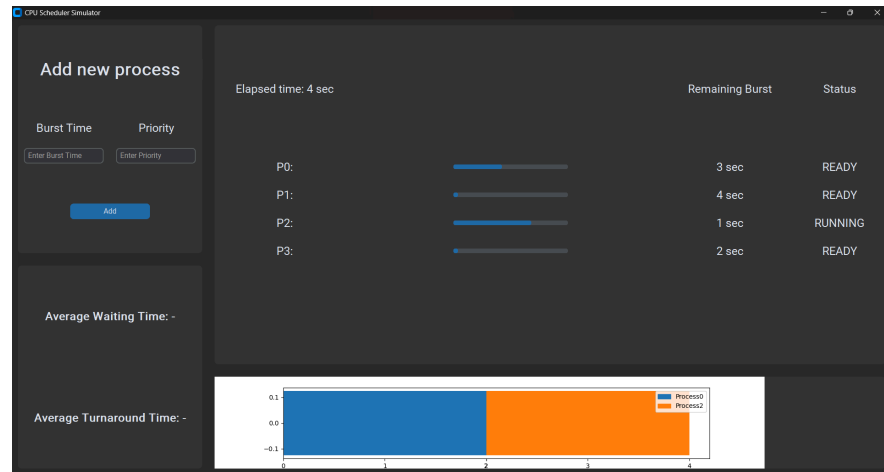 CPU Scheduler Simulator
Add new process
Burst Time Priority
Enter Burst Time Enter Priority
Add
Average Waiting Time: -
Average Turnaround Time: -
Elapsed time: 4 sec Remaining Burst Status
P0: 3 sec READY
P1: 4 sec READY
P2: 1 sec RUNNING
P3: 2 sec READY
0.1
0.0
−0.1
0 1 2 3 4
Process0
Process2